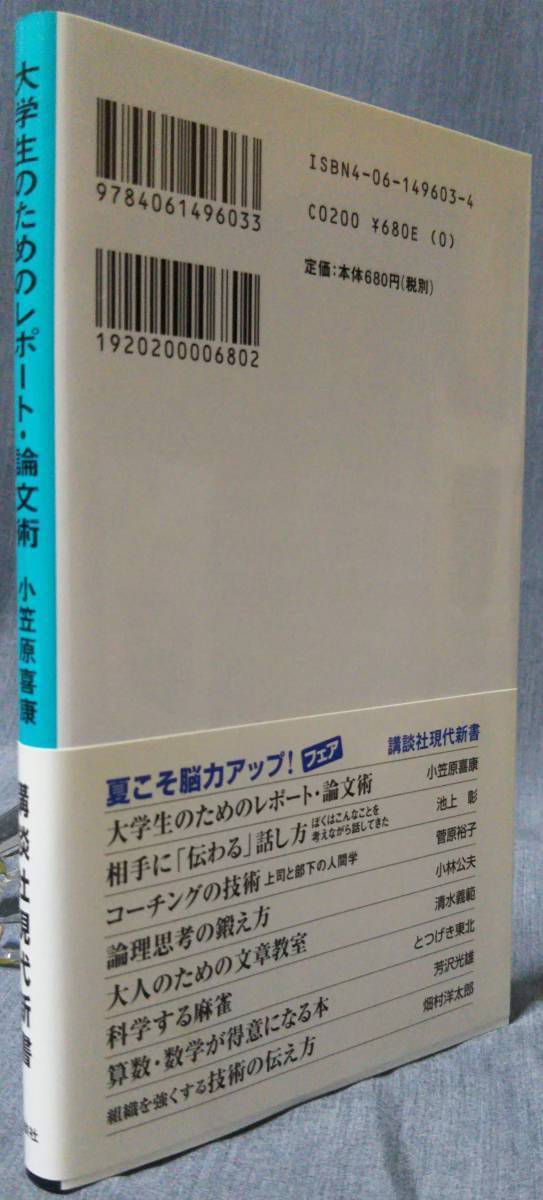 大学生のためのレポート・論文術
小笠原喜康
講談社現代新書
9784061496033
1920200006802
ISBN4-06-149603-4
C0200 ¥680E (0)
定価：本体680円（税別）
夏こそ脳力アップ！フェア
講談社現代新書
大学生のためのレポート・論文術 小笠原喜康
相手に「伝わる」話し方 ぼくはこんなことを考えながら話してきた 池上 彰
コーチングの技術 上司と部下の人間学 菅原裕子
論理思考の鍛え方 小林公夫
大人のための文章教室 清水義範
科学する麻雀 とつげき東北
算数・数学が得意になる本 芳沢光雄
組織を強くする技術の伝え方 畑村洋太郎